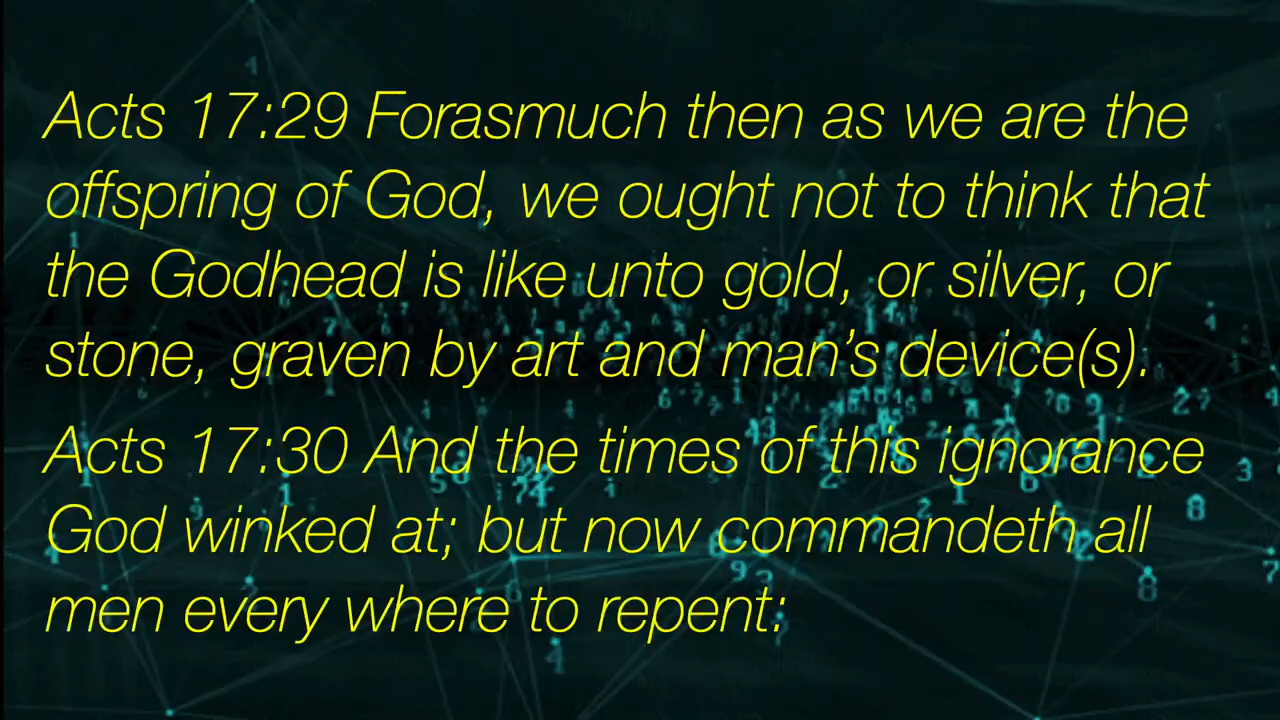 Acts 17:29 Forasmuch then as we are the
offspring of God, we ought not to think that
the Godhead is like unto gold, or silver, or
stone, graven by art and man’s device(s).
Acts 17:30 And the times of this ignorance
God winked at; but now commandeth all
men every where to repent: